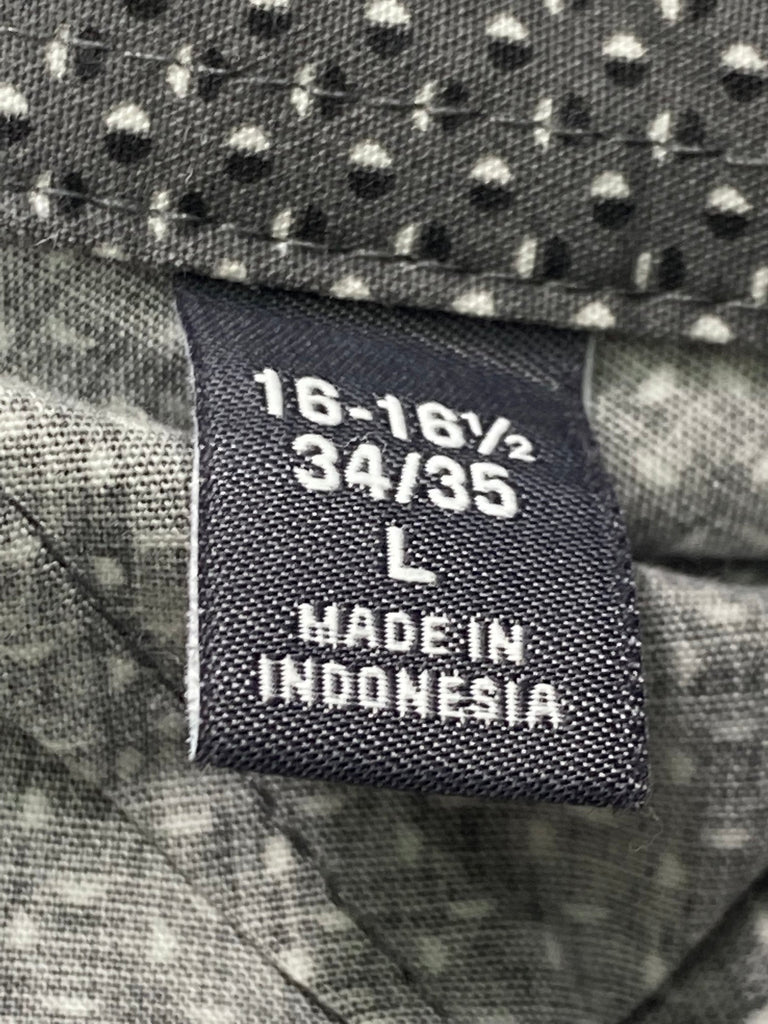 16-16½
34/35
L
MADE IN
INDONESIA